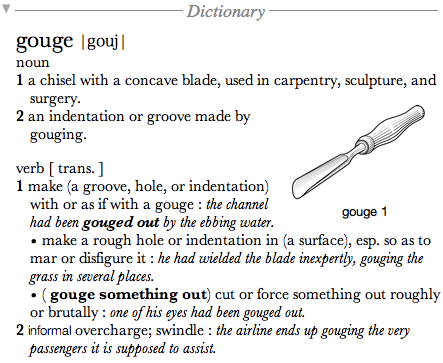 Dictionary
gouge |gouj|
noun
1 a chisel with a concave blade, used in carpentry, sculpture, and
surgery.
2 an indentation or groove made by
gouging.
gouge 1
verb [ trans. ]
1 make (a groove, hole, or indentation)
with or as if with a gouge : the channel
had been gouged out by the ebbing water.
• make a rough hole or indentation in (a surface), esp. so as to
mar or disfigure it : he had wielded the blade inexpertly, gouging the
grass in several places.
• ( gouge something out) cut or force something out roughly
or brutally : one of his eyes had been gouged out.
2 informal overcharge; swindle : the airline ends up gouging the very
passengers it is supposed to assist.